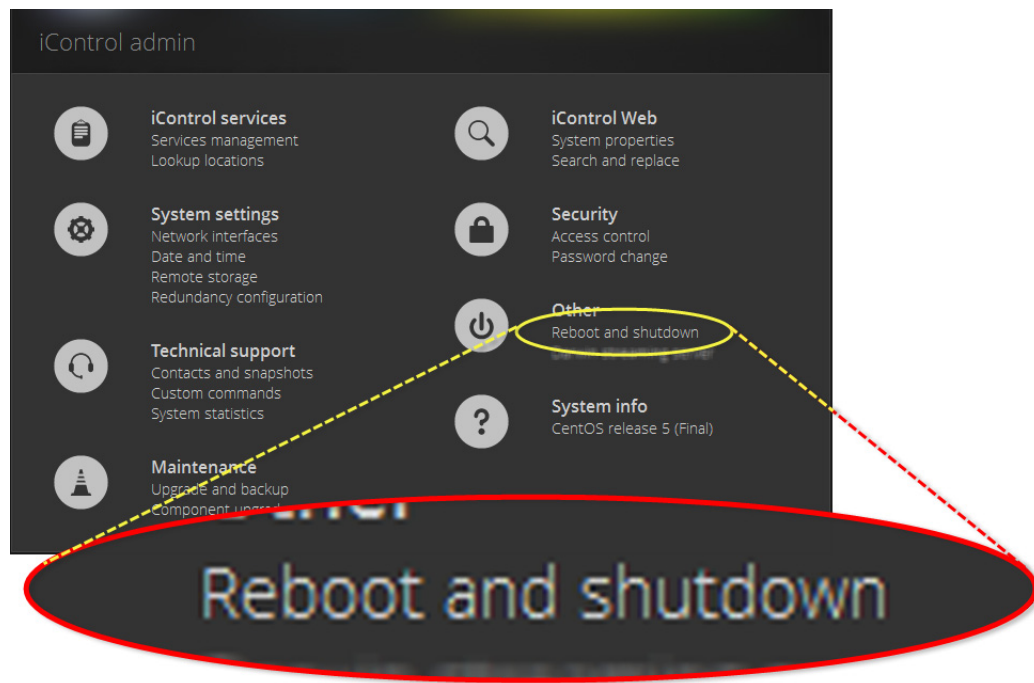 iControl admin
iControl services
Services management
Lookup locations
System settings
Network interfaces
Date and time
Remote storage
Redundancy configuration
Technical support
Contacts and snapshots
Custom commands
System statistics
Maintenance
Upgrade and backup
Component
iControl Web
System properties
Search and replace
Security
Access control
Password change
Other
Reboot and shutdown
streaming server
System info
CentOS release 5 (Final)
Reboot and shutdown